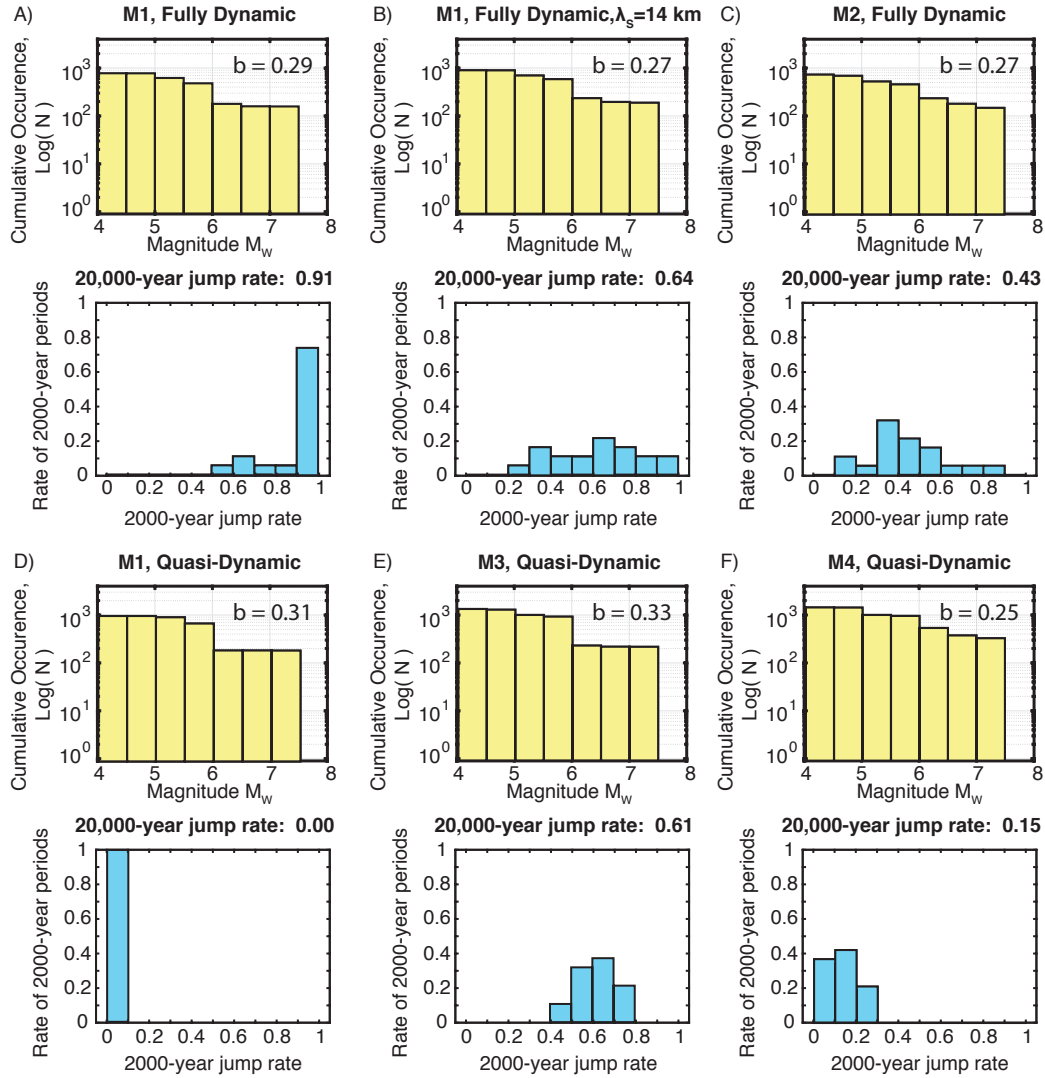 A) M1, Fully Dynamic
Cumulative Occurence,
Log( N )
10³
10²
10¹
10⁰
b = 0.29
4 5 6 7 8
Magnitude M_W
20,000-year jump rate: 0.91
Rate of 2000-year periods
1
0.8
0.6
0.4
0.2
0
0 0.2 0.4 0.6 0.8 1
2000-year jump rate
B) M1, Fully Dynamic,λ_s=14 km
Cumulative Occurence,
Log( N )
10³
10²
10¹
10⁰
b = 0.27
4 5 6 7 8
Magnitude M_W
20,000-year jump rate: 0.64
Rate of 2000-year periods
1
0.8
0.6
0.4
0.2
0
0 0.2 0.4 0.6 0.8 1
2000-year jump rate
C) M2, Fully Dynamic
Cumulative Occurence,
Log( N )
10³
10²
10¹
10⁰
b = 0.27
4 5 6 7 8
Magnitude M_W
20,000-year jump rate: 0.43
Rate of 2000-year periods
1
0.8
0.6
0.4
0.2
0
0 0.2 0.4 0.6 0.8 1
2000-year jump rate
D) M1, Quasi-Dynamic
Cumulative Occurence,
Log( N )
10³
10²
10¹
10⁰
b = 0.31
4 5 6 7 8
Magnitude M_W
20,000-year jump rate: 0.00
Rate of 2000-year periods
1
0.8
0.6
0.4
0.2
0
0 0.2 0.4 0.6 0.8 1
2000-year jump rate
E) M3, Quasi-Dynamic
Cumulative Occurence,
Log( N )
10³
10²
10¹
10⁰
b = 0.33
4 5 6 7 8
Magnitude M_W
20,000-year jump rate: 0.61
Rate of 2000-year periods
1
0.8
0.6
0.4
0.2
0
0 0.2 0.4 0.6 0.8 1
2000-year jump rate
F) M4, Quasi-Dynamic
Cumulative Occurence,
Log( N )
10³
10²
10¹
10⁰
b = 0.25
4 5 6 7 8
Magnitude M_W
20,000-year jump rate: 0.15
Rate of 2000-year periods
1
0.8
0.6
0.4
0.2
0
0 0.2 0.4 0.6 0.8 1
2000-year jump rate